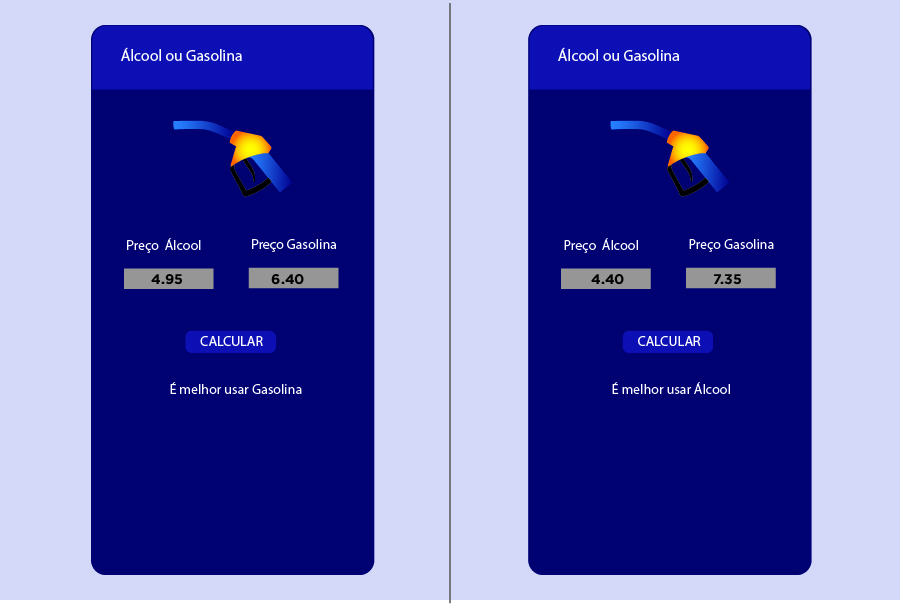 Álcool ou Gasolina
Preço Álcool
Preço Gasolina
4.95
6.40
CALCULAR
É melhor usar Gasolina
Álcool ou Gasolina
Preço Álcool
Preço Gasolina
4.40
7.35
CALCULAR
É melhor usar Álcool